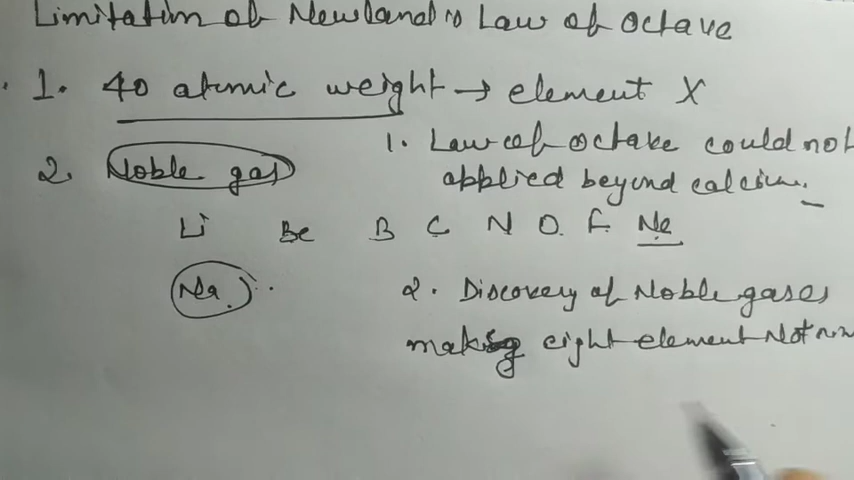 Limitation of Newland's Law of octave
1. 40 atomic weight → element X
2. Noble gas
1. Law of octave could not
applied beyond calcium.
Li Be B C N O. F. Ne
Na.
2. Discovery of Noble gases
making eight element Not